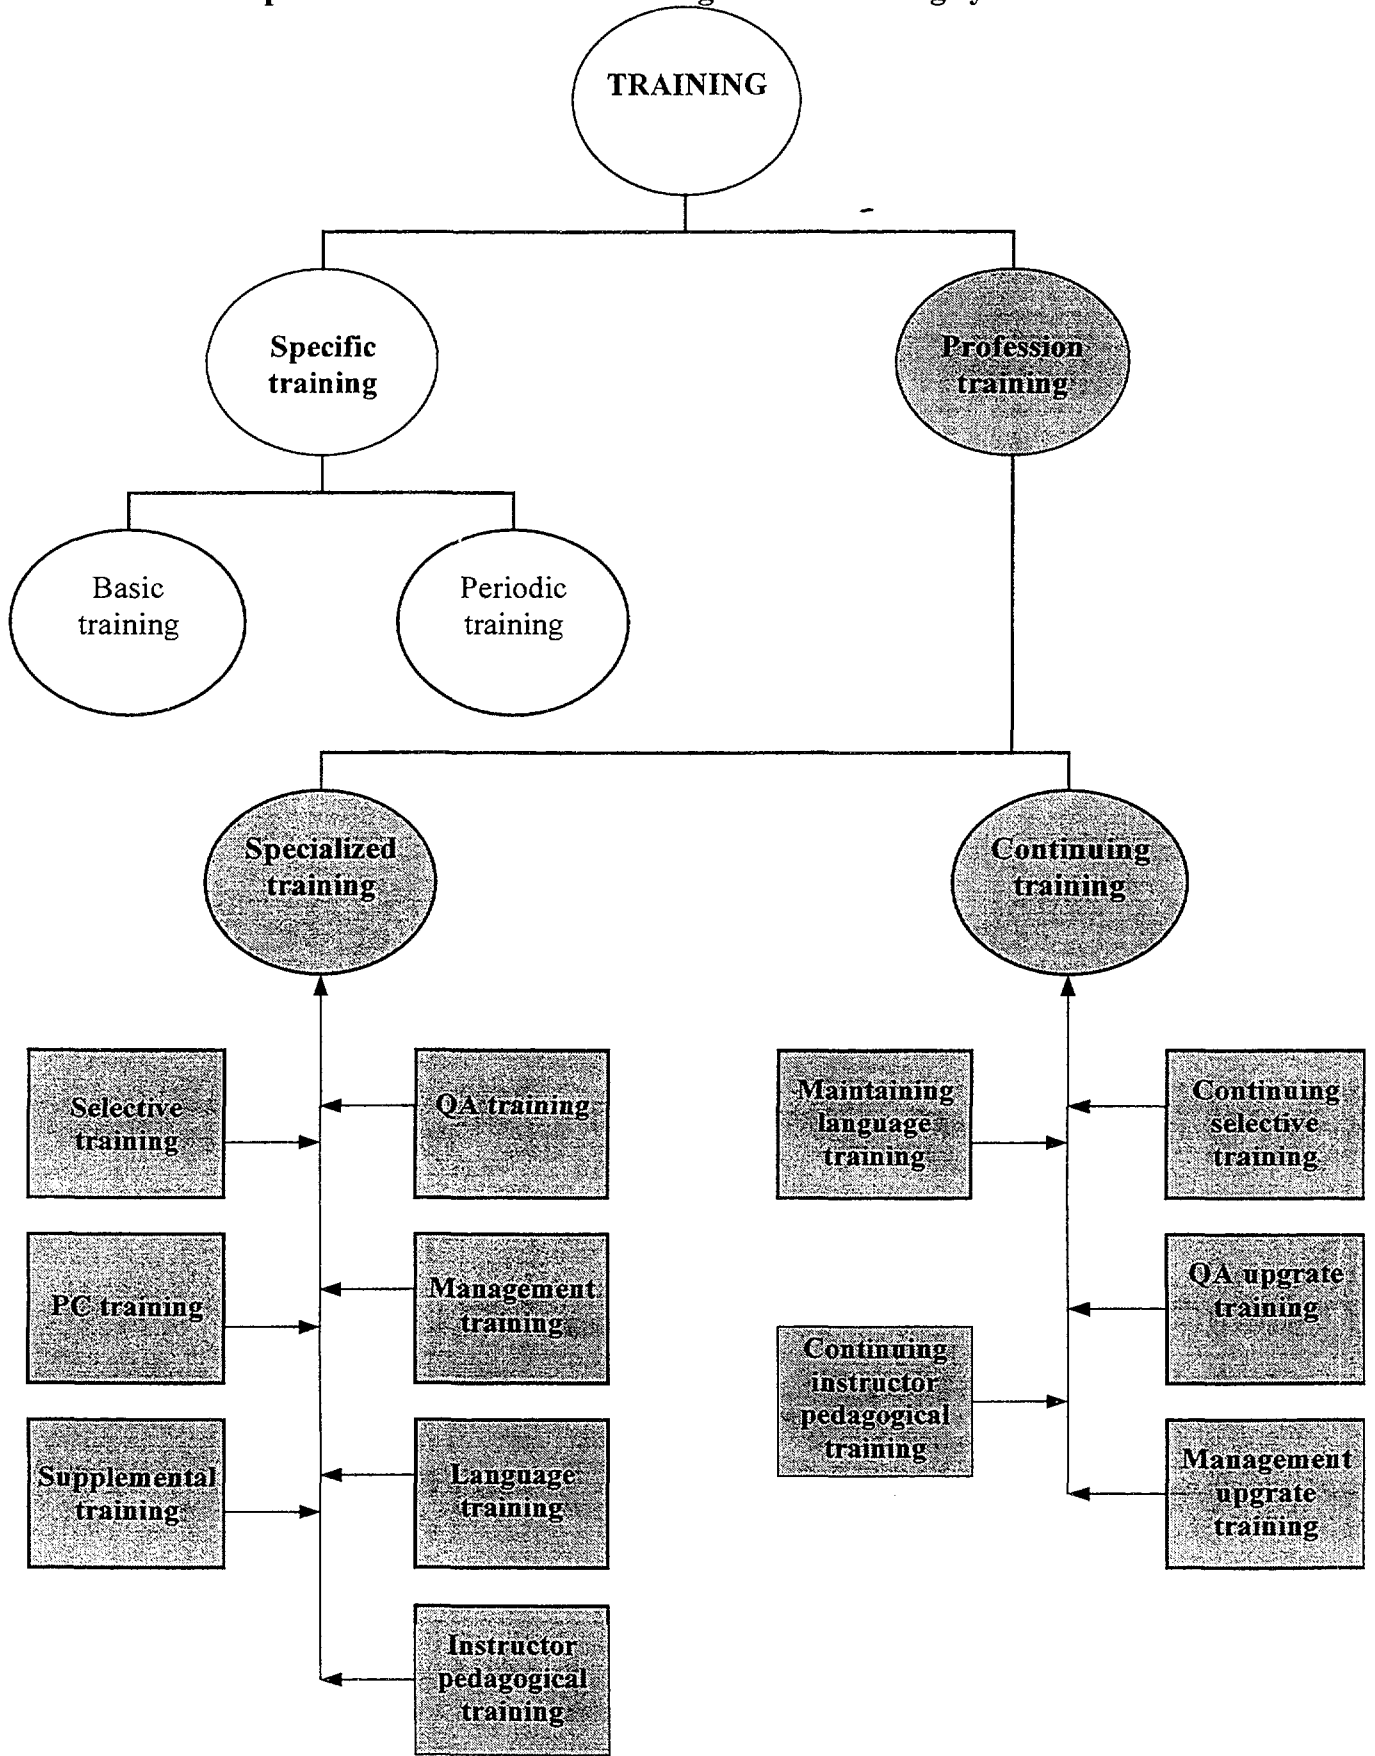 TRAINING
Specific
training
Profession
training
Basic
training
Periodic
training
Specialized
training
Continuing
training
Selective
training
QA training
Maintaining
language
training
Continuing
selective
training
PC training
Management
training
QA upgrate
training
Continuing
instructor
pedagogical
training
Supplemental
training
Language
training
Management
upgrate
training
Instructor
pedagogical
training